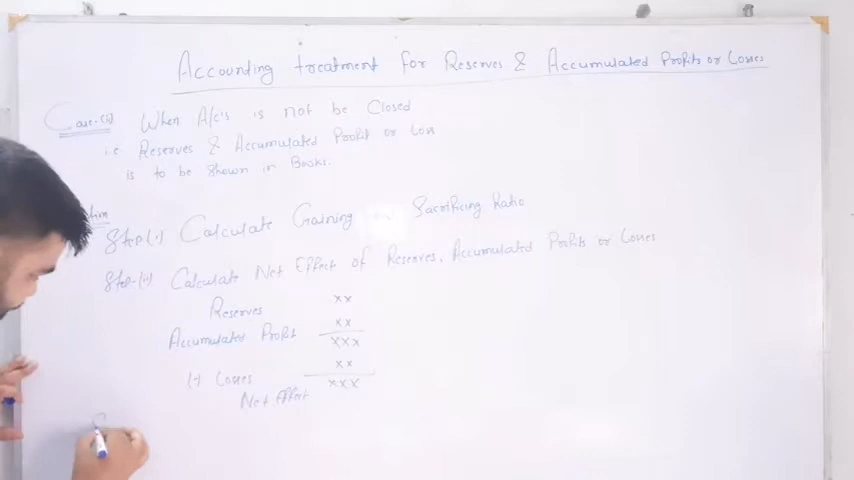 Accounting treatment for Reserves & Accumulated Profits or Losses
Case-(ii) When A/c's is not be Closed
i.e Reserves & Accumulated Profit or Loss
is to be Shown in Books.
Step(i) Calculate Gaining Sacrificing Ratio
Step-(ii) Calculate Net Effect of Reserves, Accumulated Profits or Losses
Reserves xx
Accumulated Profit xx
xxx
(-) Losses xx
Net Effect xxx